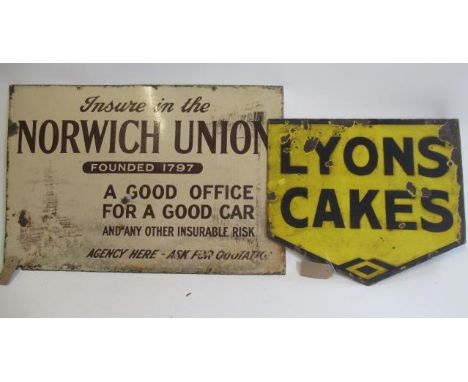 Insure in the
NORWICH UNION
FOUNDED 1797
A GOOD OFFICE
FOR A GOOD CAR
AND ANY OTHER INSURABLE RISK
AGENCY HERE - ASK FOR QUOTATIO
LYONS
CAKES